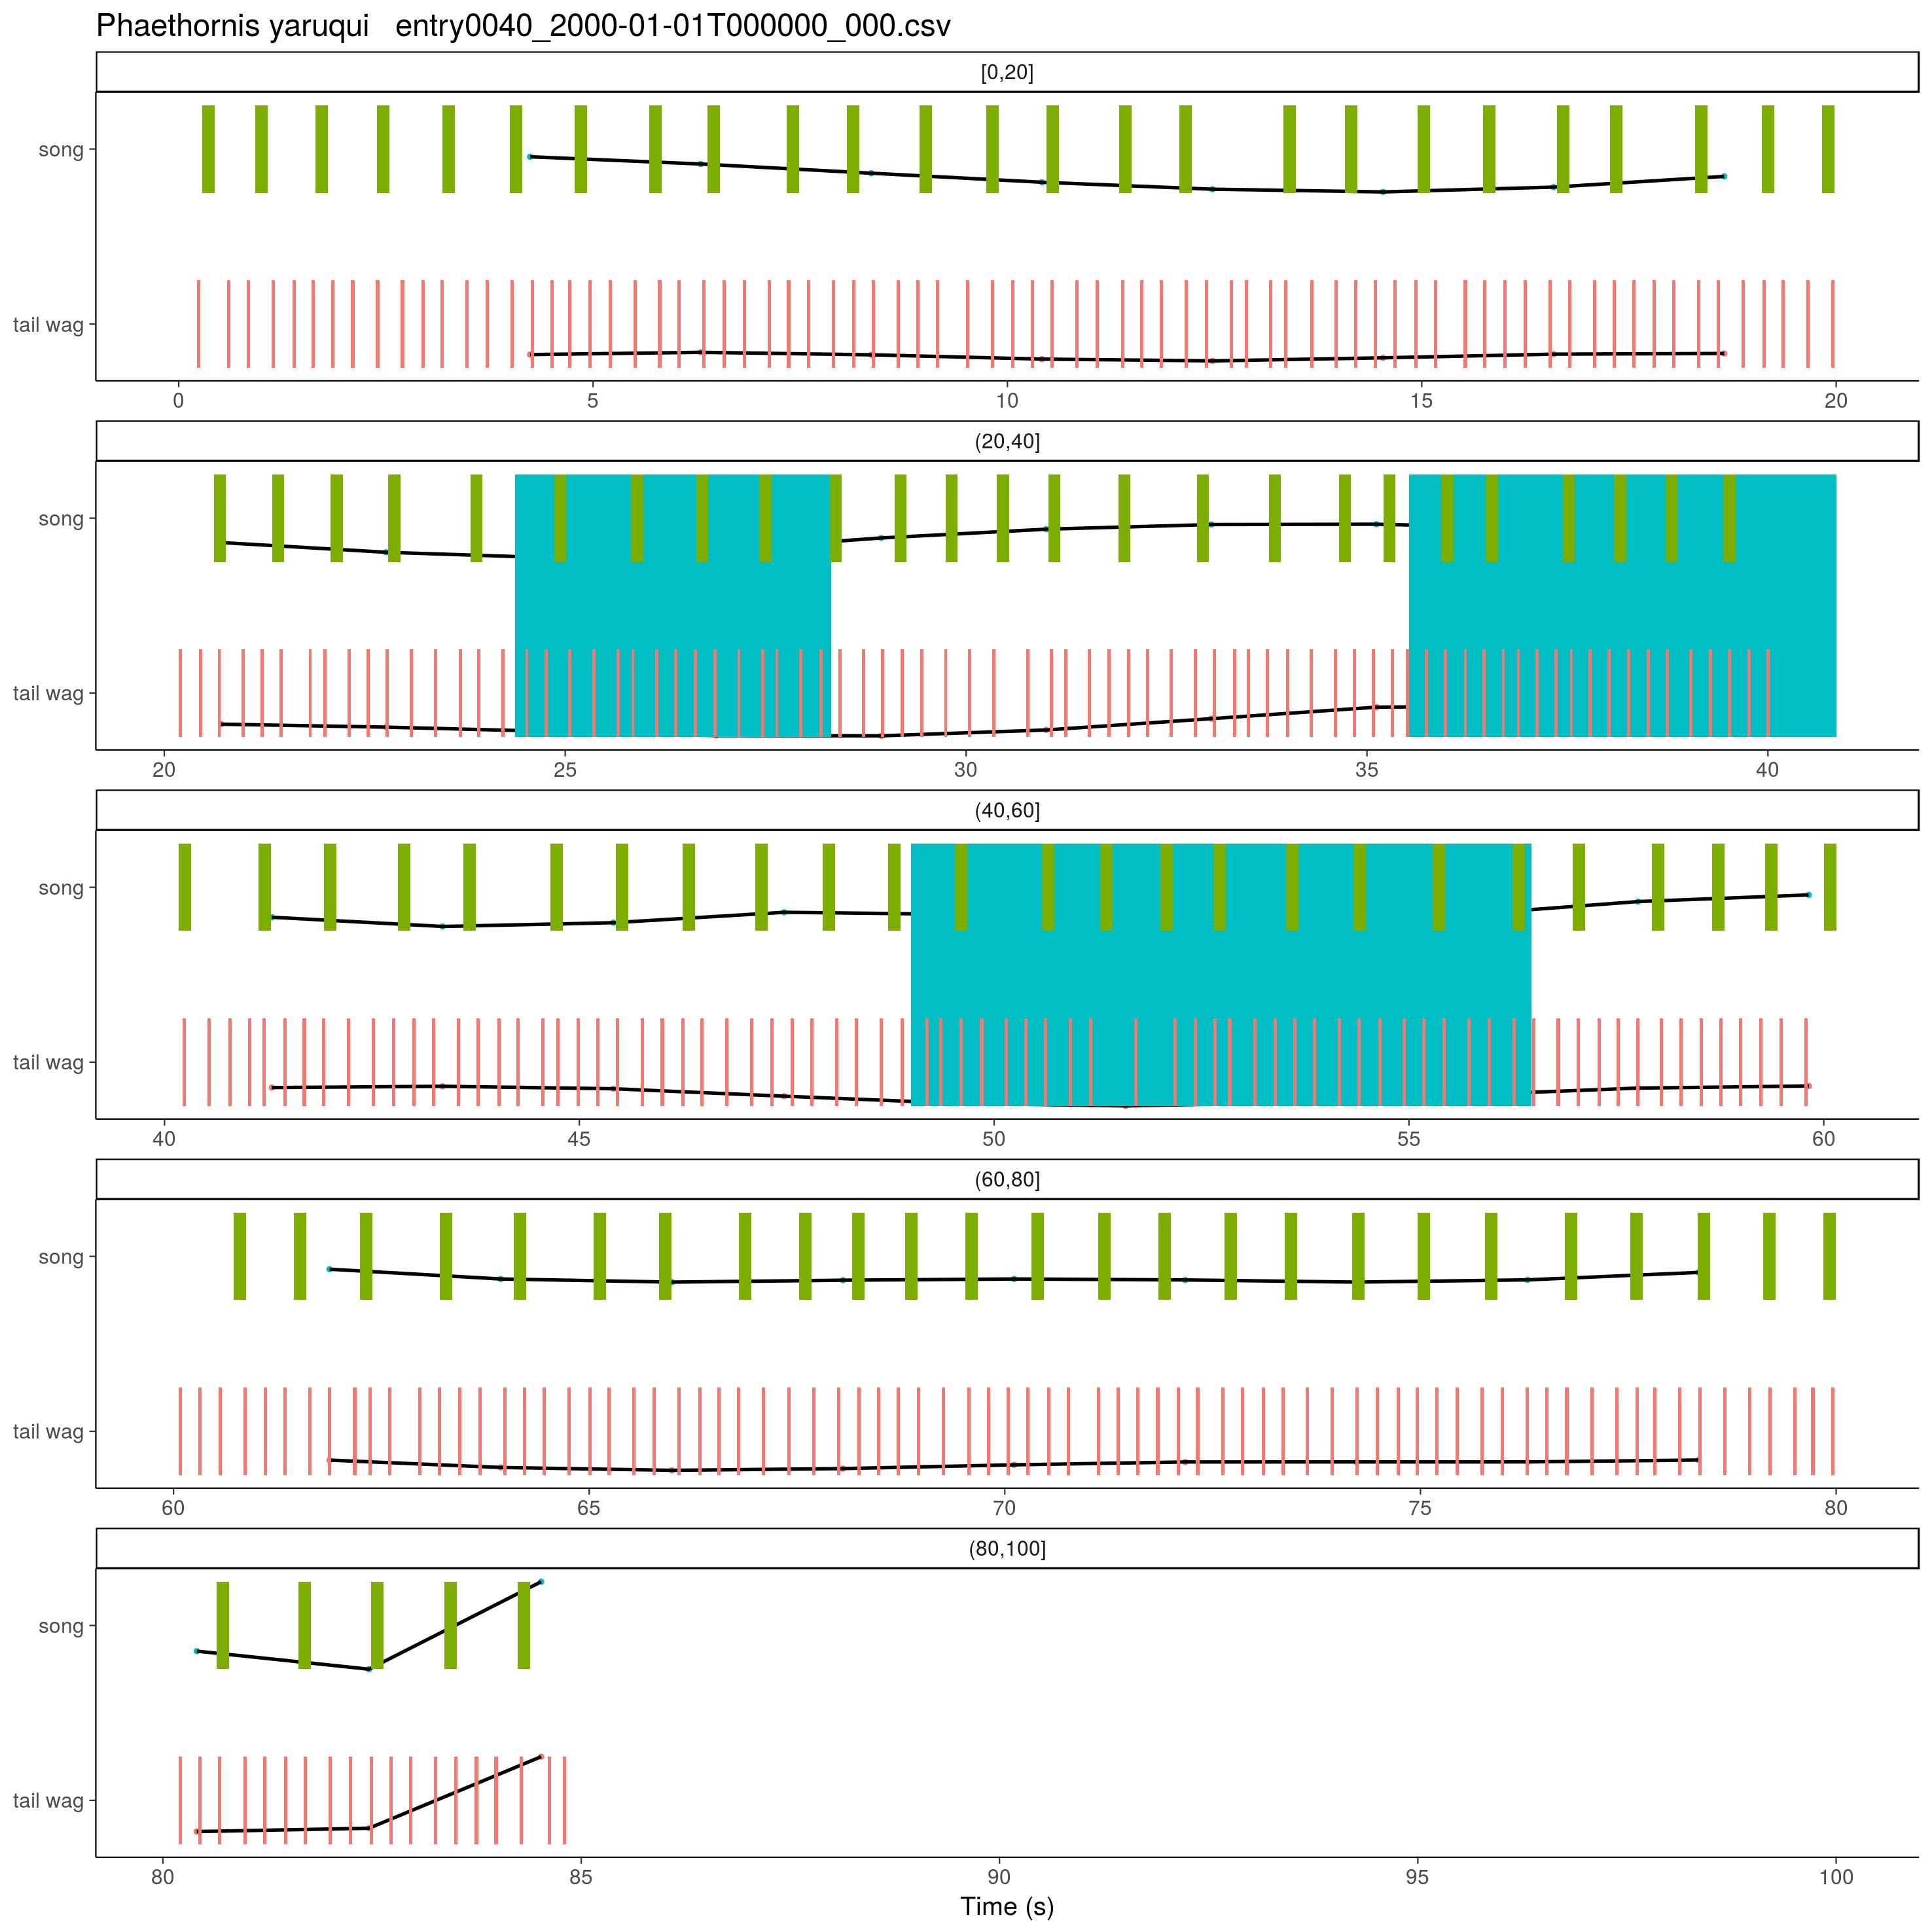 Phaethornis yaruqui   entry0040_2000-01-01T000000_000.csv
[0,20]
song
tail wag
0 5 10 15 20
(20,40]
song
tail wag
20 25 30 35 40
(40,60]
song
tail wag
40 45 50 55 60
(60,80]
song
tail wag
60 65 70 75 80
(80,100]
song
tail wag
80 85 90 95 100
Time (s)